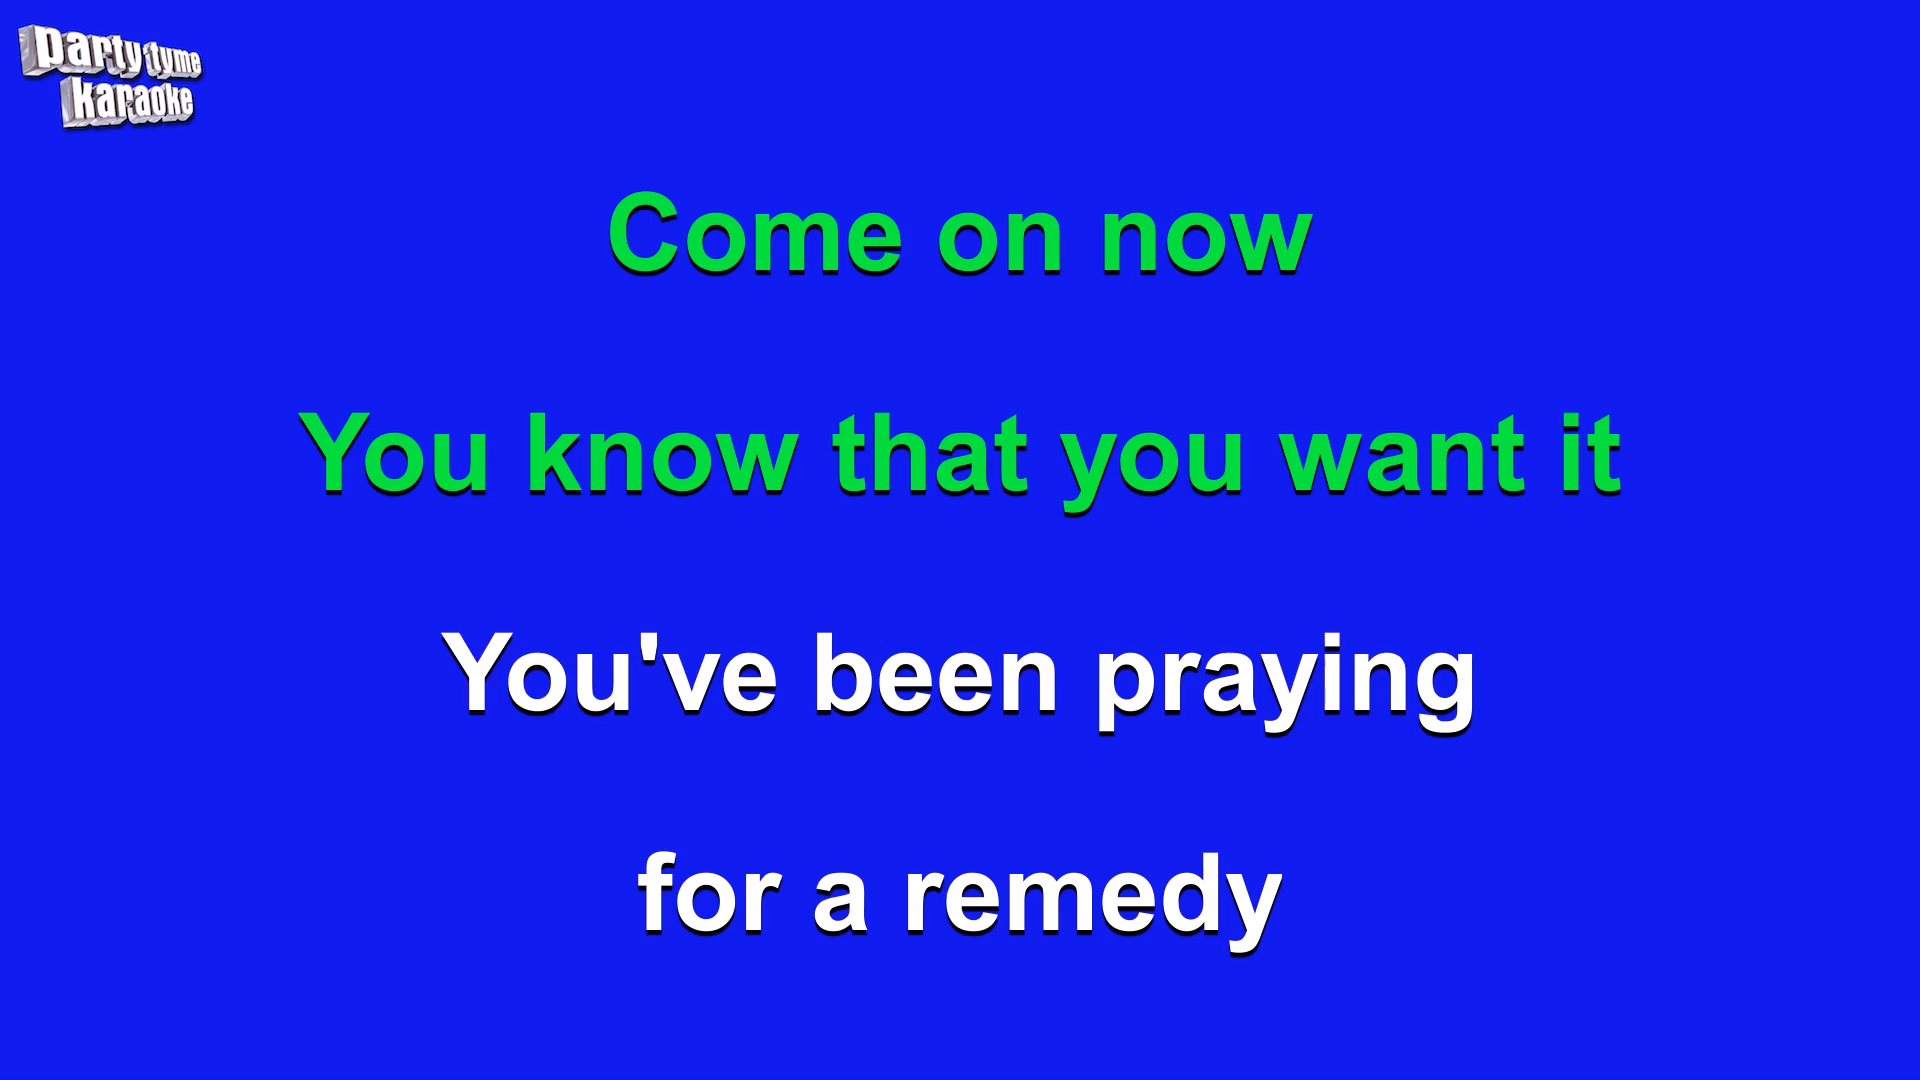 party tyme
karaoke
Come on now
You know that you want it
You've been praying
for a remedy